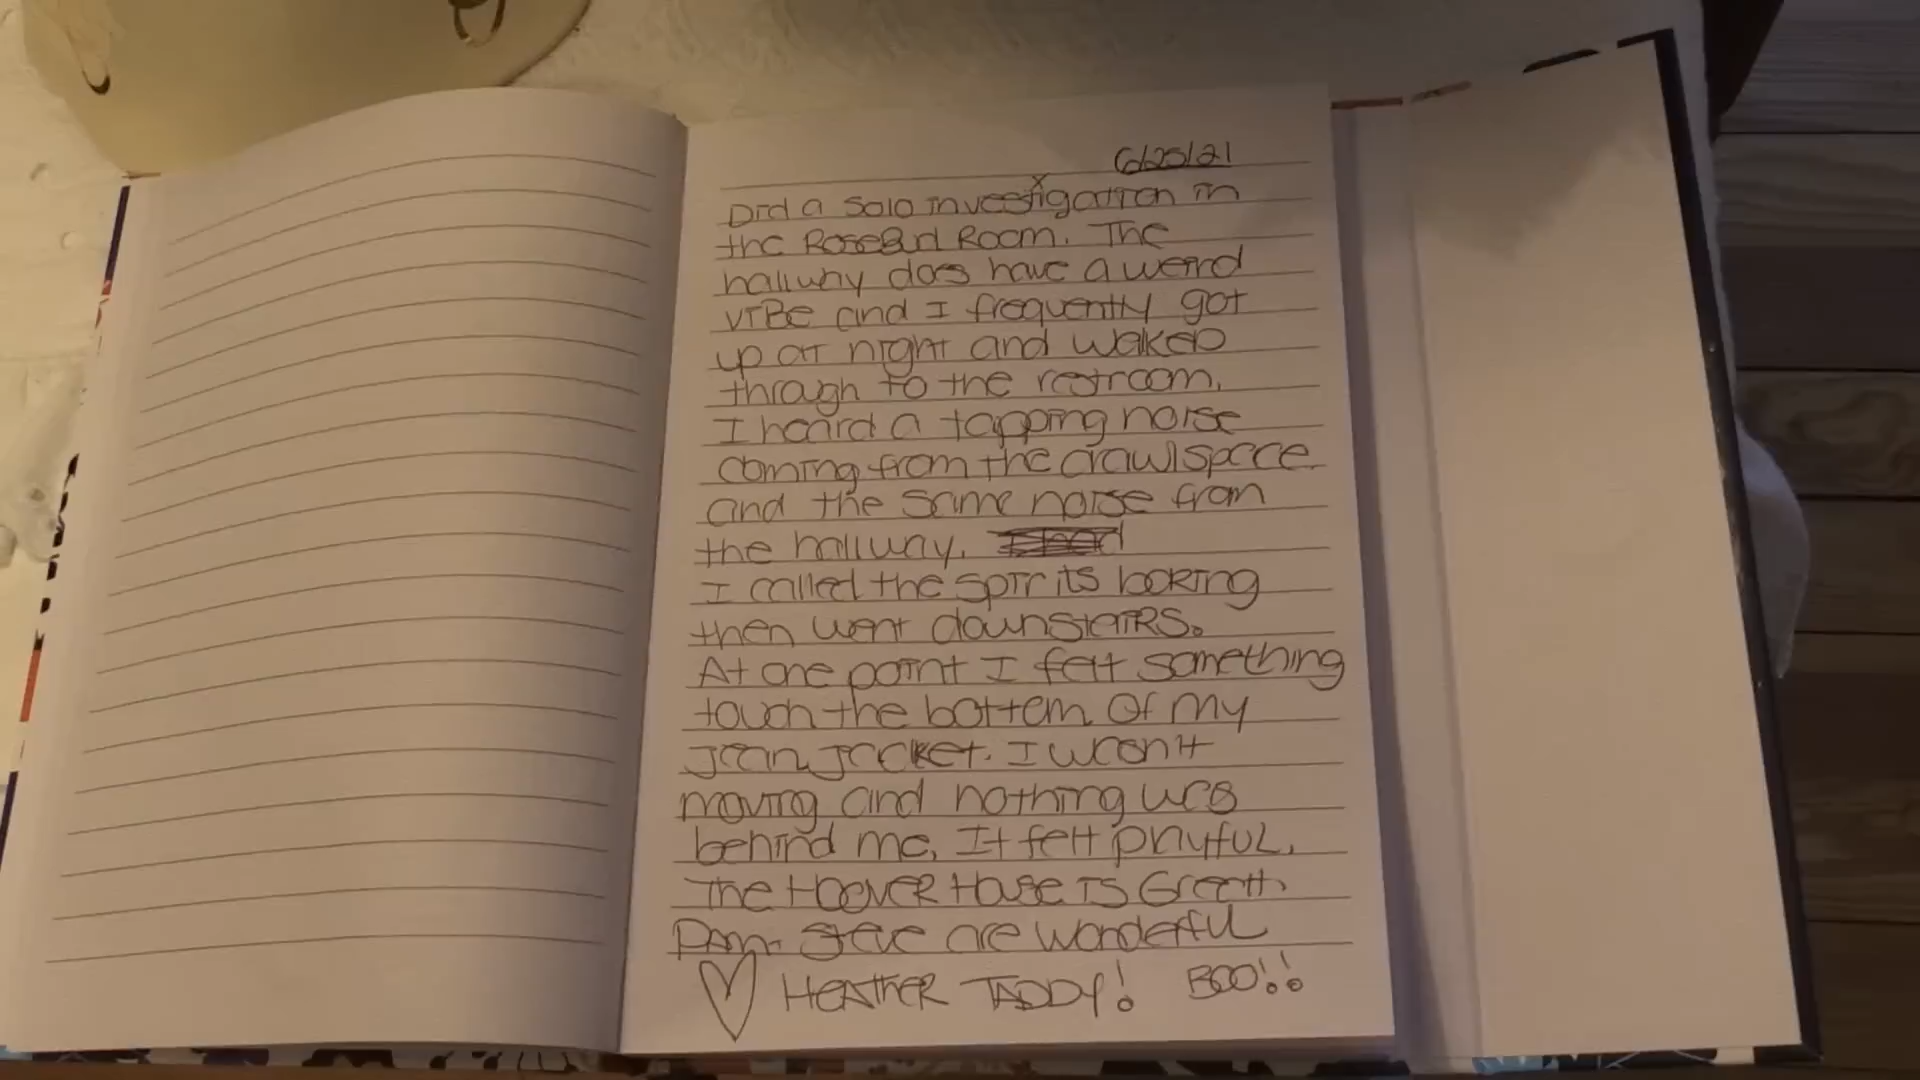 6/25/21
Did a solo investigation in
the RoseBud Room. The
hallway does have a weird
viBe and I frequently got
up at night and walked
through to the restroom.
I heard a tapping noise
coming from the crawlspace
and the same noise from
the hallway.
I called the spirits boring
then went downstairs.
At one point I felt something
touch the bottom of my
jean jacket. I wasn't
moving and nothing was
behind me. It felt playful.
The Hoover House is Great.
Pam - Steve are wonderful
HEATHER TADDY! BOO!!